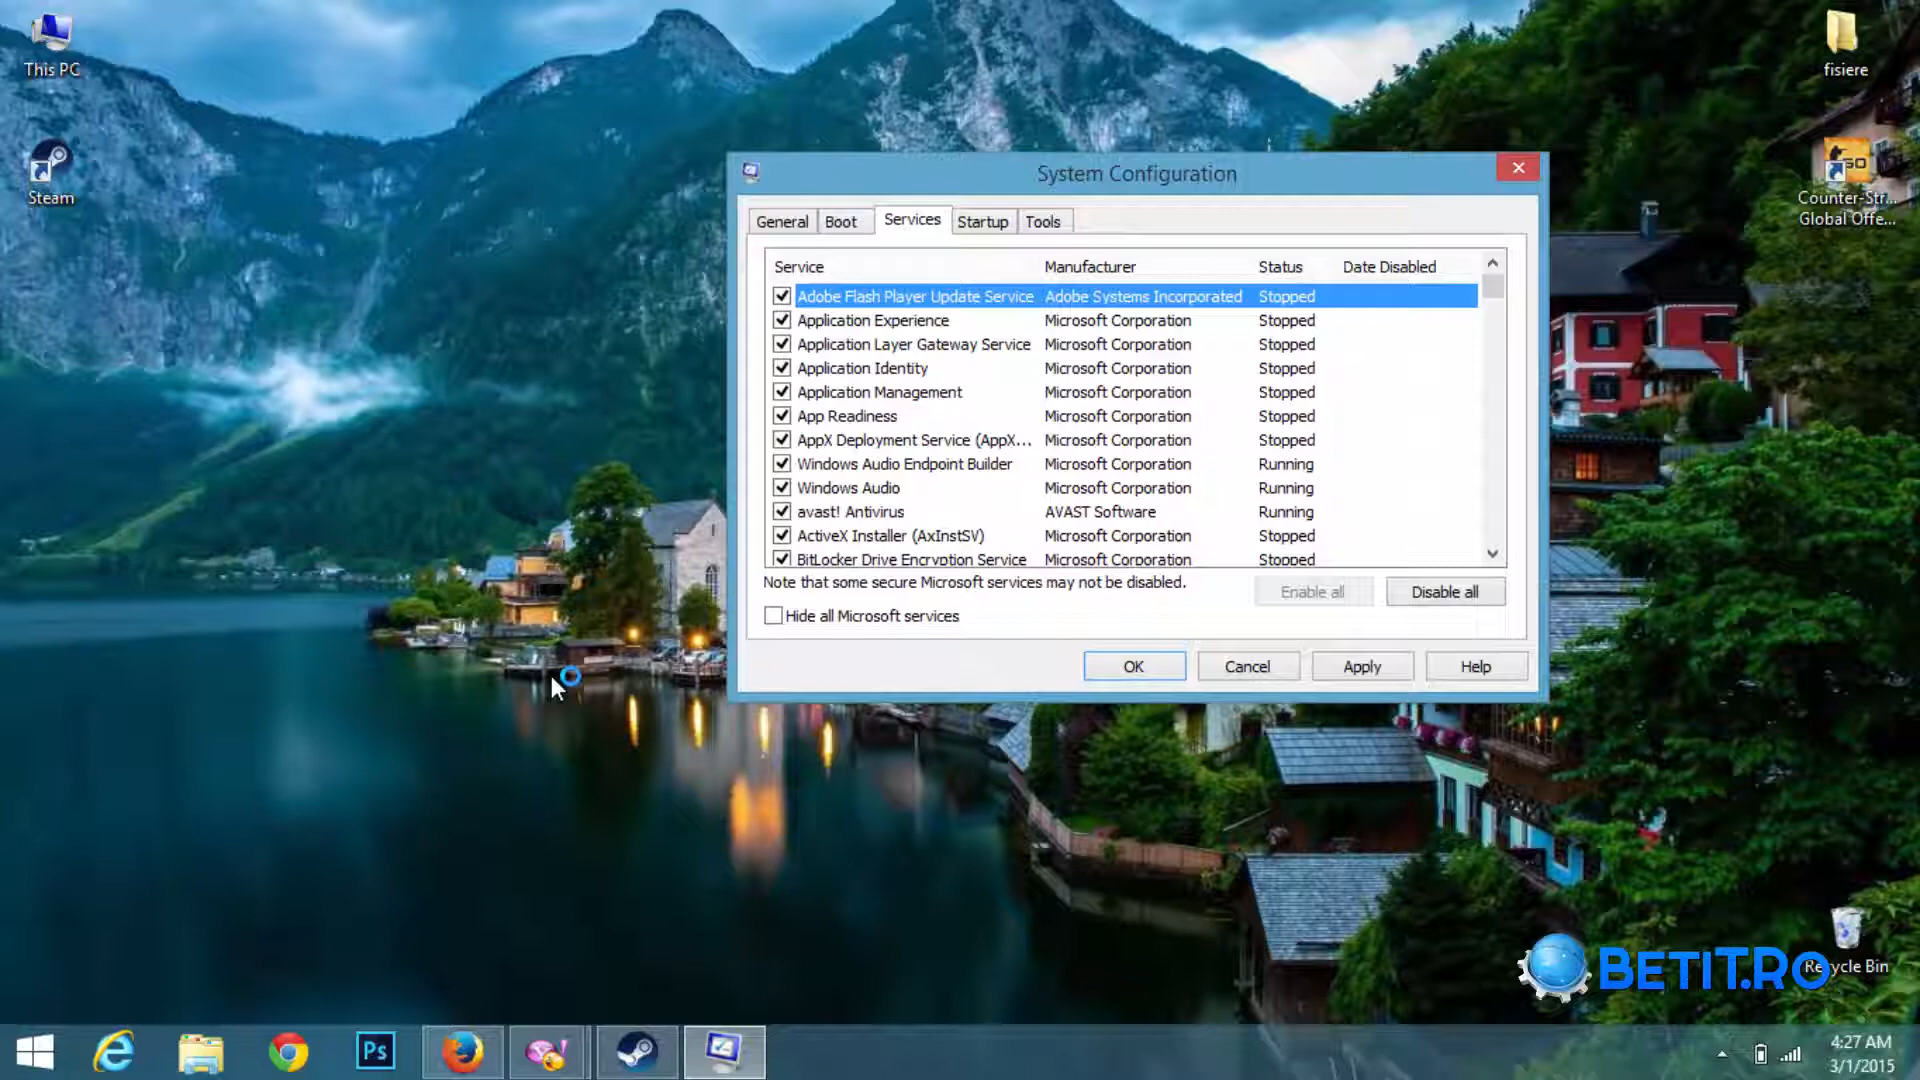 This PC
Steam
fisiere
Counter-Str...
Global Offe...
System Configuration
General Boot Services Startup Tools
Service Manufacturer Status Date Disabled
Adobe Flash Player Update Service Adobe Systems Incorporated Stopped
Application Experience Microsoft Corporation Stopped
Application Layer Gateway Service Microsoft Corporation Stopped
Application Identity Microsoft Corporation Stopped
Application Management Microsoft Corporation Stopped
App Readiness Microsoft Corporation Stopped
AppX Deployment Service (AppX... Microsoft Corporation Stopped
Windows Audio Endpoint Builder Microsoft Corporation Running
Windows Audio Microsoft Corporation Running
avast! Antivirus AVAST Software Running
ActiveX Installer (AxInstSV) Microsoft Corporation Stopped
BitLocker Drive Encryption Service Microsoft Corporation Stopped
Note that some secure Microsoft services may not be disabled.
Enable all Disable all
Hide all Microsoft services
OK Cancel Apply Help
BETIT.RO
Recycle Bin
Ps
4:27 AM
3/1/2015